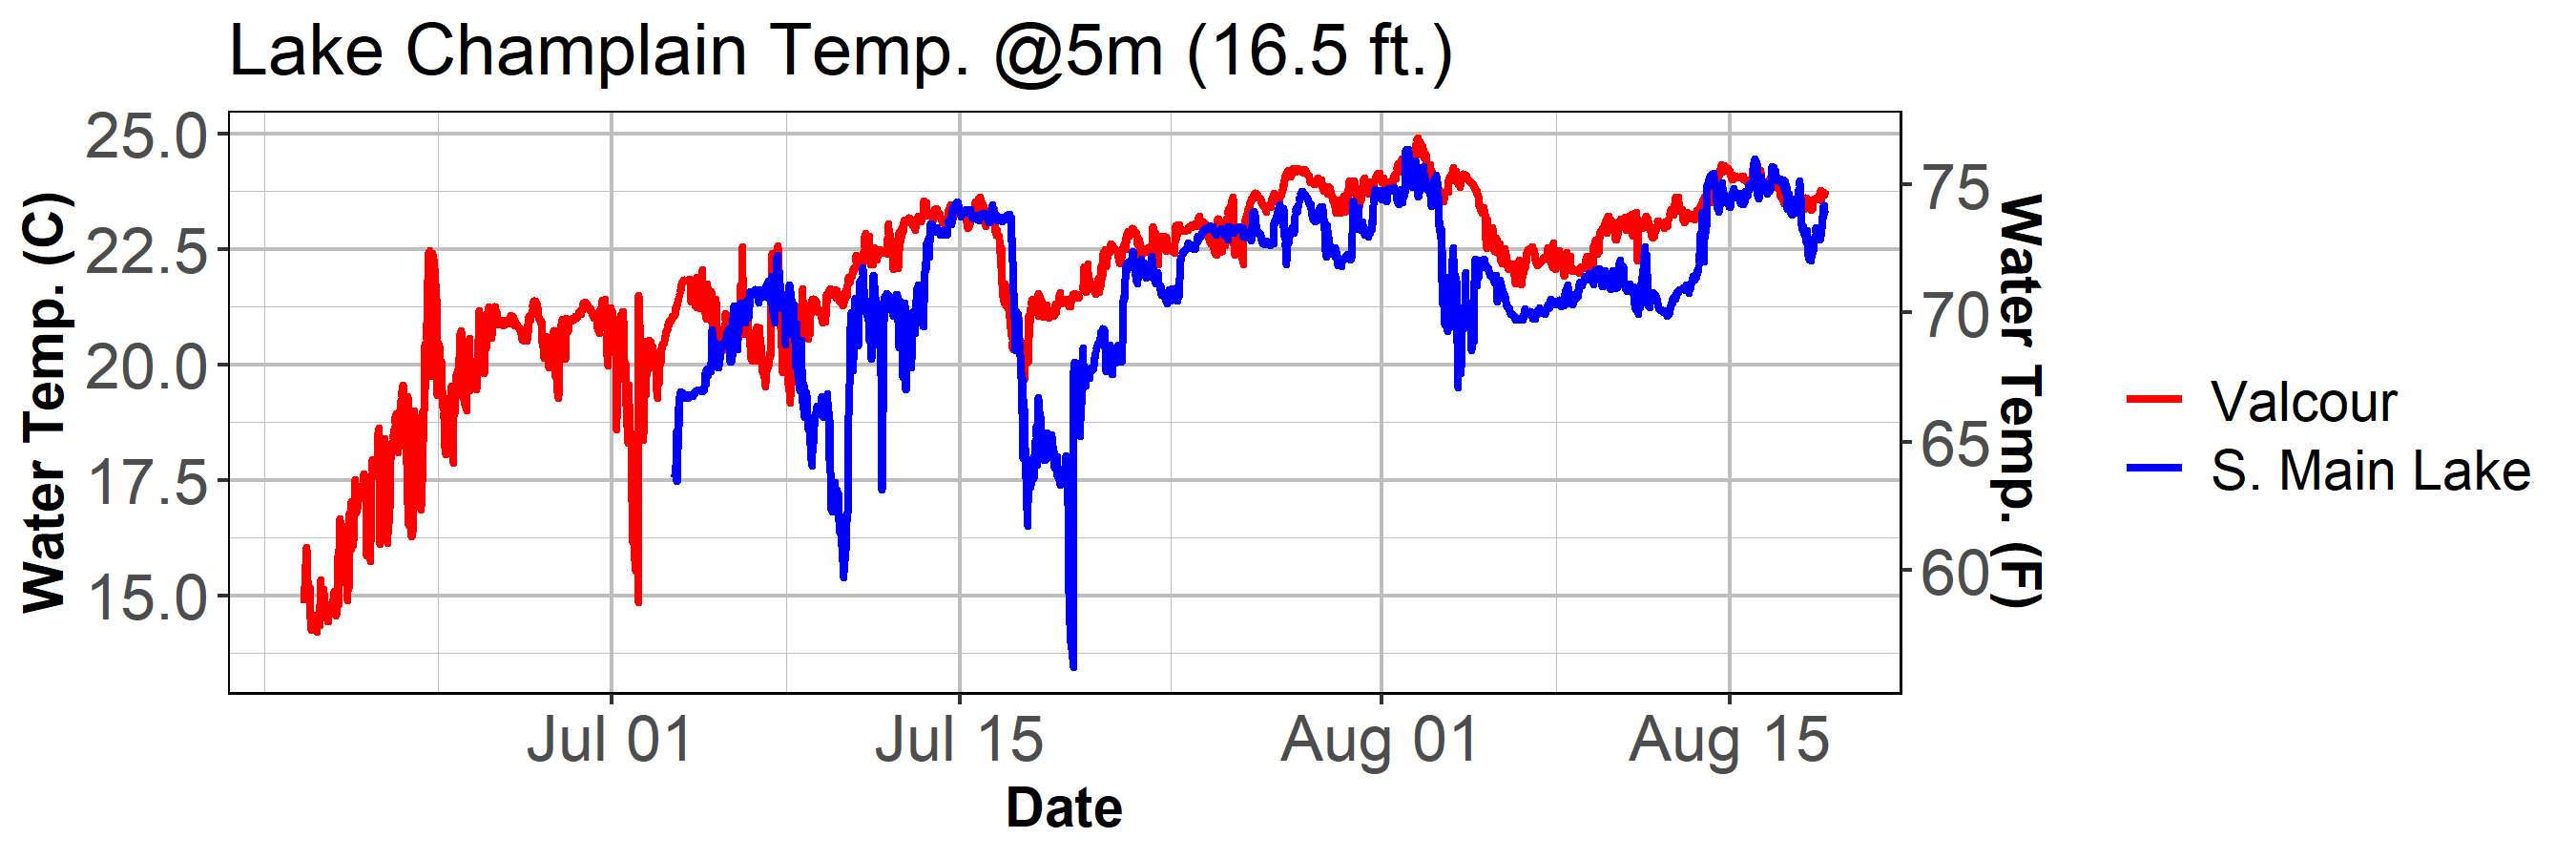 Lake Champlain Temp. @5m (16.5 ft.)
Water Temp. (C)
25.0
22.5
20.0
17.5
15.0
75
70
65
60
Water Temp. (F)
Jul 01
Jul 15
Aug 01
Aug 15
Date
Valcour
S. Main Lake